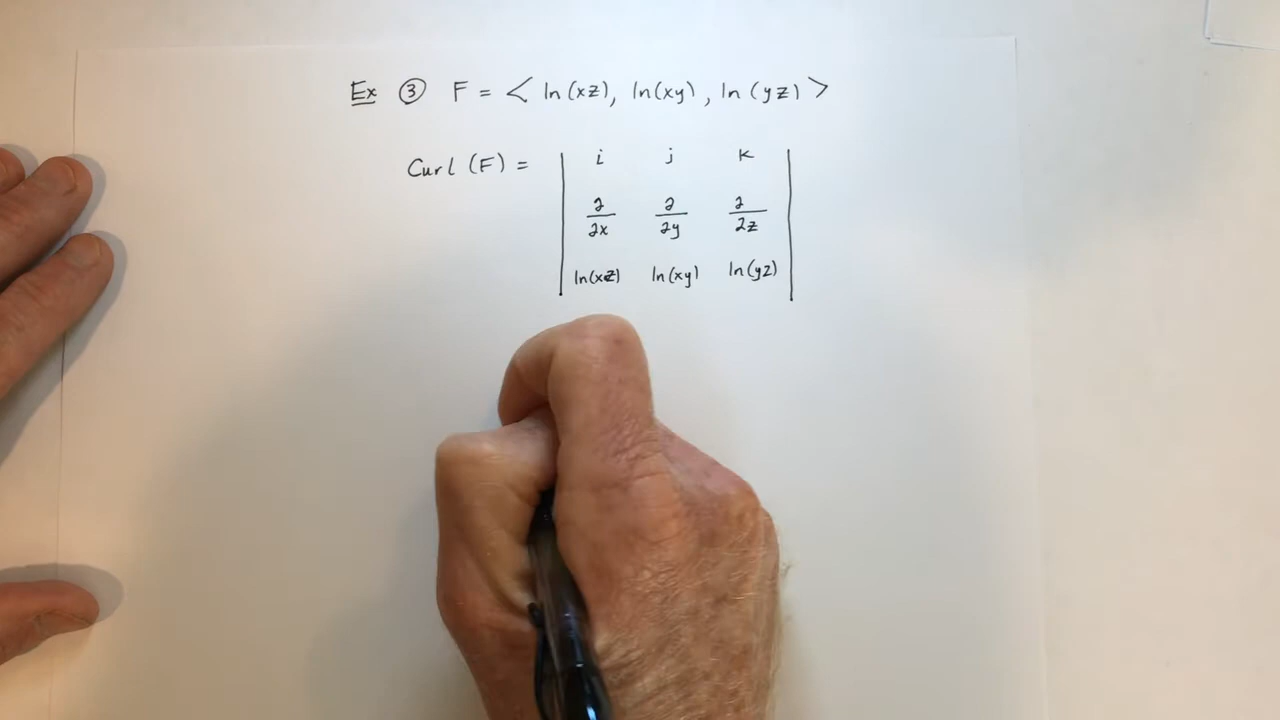 Ex ③ F = < ln(xz), ln(xy), ln(yz) >
Curl (F) = | i j k |
∂/∂x ∂/∂y ∂/∂z
ln(xz) ln(xy) ln(yz)